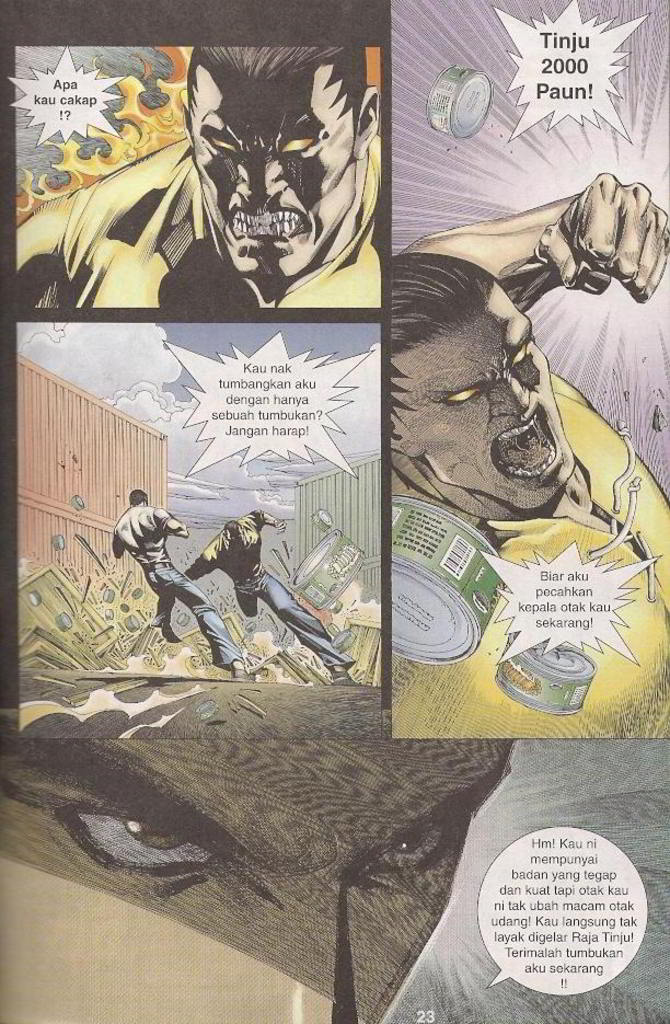 Apa
kau cakap
!?
Kau nak
tumbangkan aku
dengan hanya
sebuah tumbukan?
Jangan harap!
Tinju
2000
Paun!
Biar aku
pecahkan
kepala otak kau
sekarang!
Hm! Kau ni
mempunyai
badan yang tegap
dan kuat tapi otak kau
ni tak ubah macam otak
udang! Kau langsung tak
layak digelar Raja Tinju!
Terimalah tumbukan
aku sekarang
!!
23